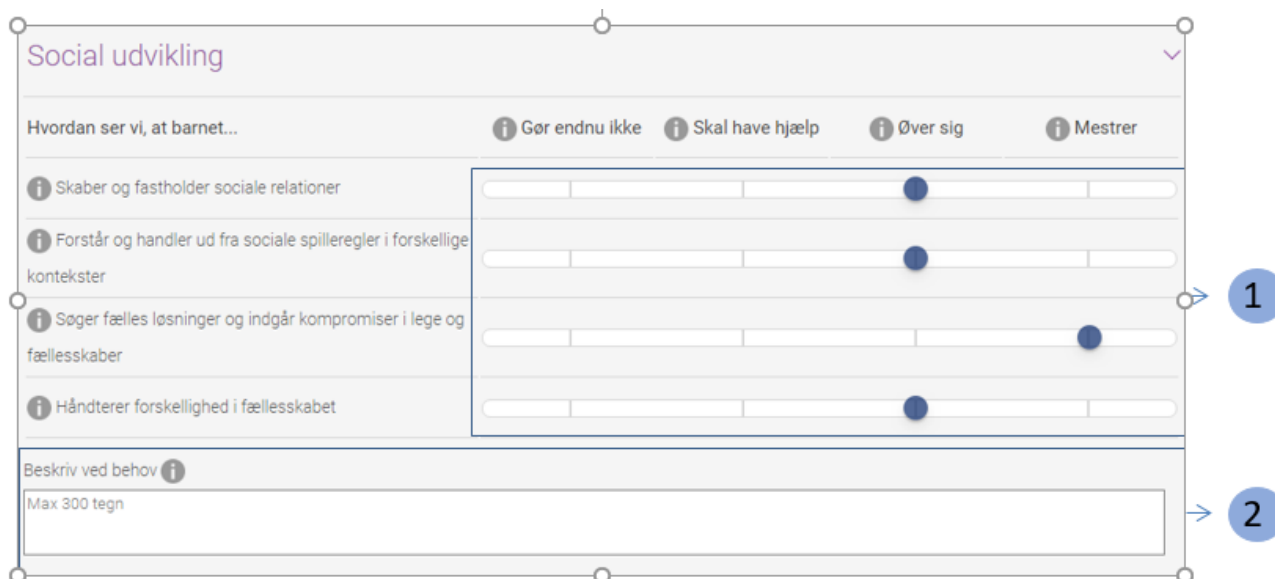 Social udvikling
Hvordan ser vi, at barnet... Gør endnu ikke Skal have hjælp Øver sig Mestrer
Skaber og fastholder sociale relationer
Forstår og handler ud fra sociale spilleregler i forskellige
kontekster
1
Søger fælles løsninger og indgår kompromiser i lege og
fællesskaber
Håndterer forskellighed i fællesskabet
Beskriv ved behov
Max 300 tegn
2